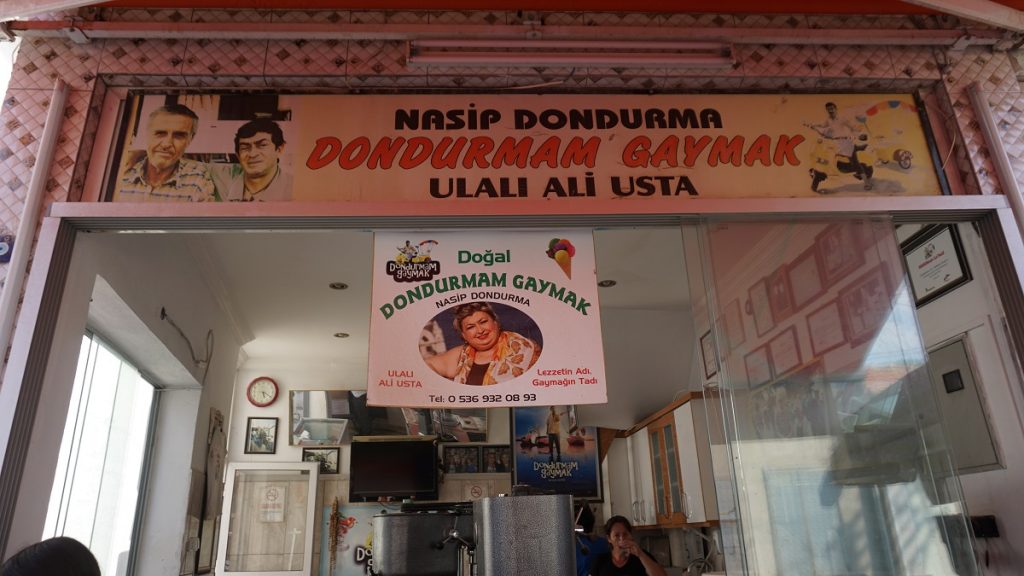 NASİP DONDURMA
DONDURMAM GAYMAK
ULALI ALİ USTA
Dondurmam
gaymak
Doğal
DONDURMAM GAYMAK
NASİP DONDURMA
ULALI
ALİ USTA
Lezzetin Adı.
Gaymağın Tadı
Tel: 0 536 932 08 93
Dondurmam
gaymak